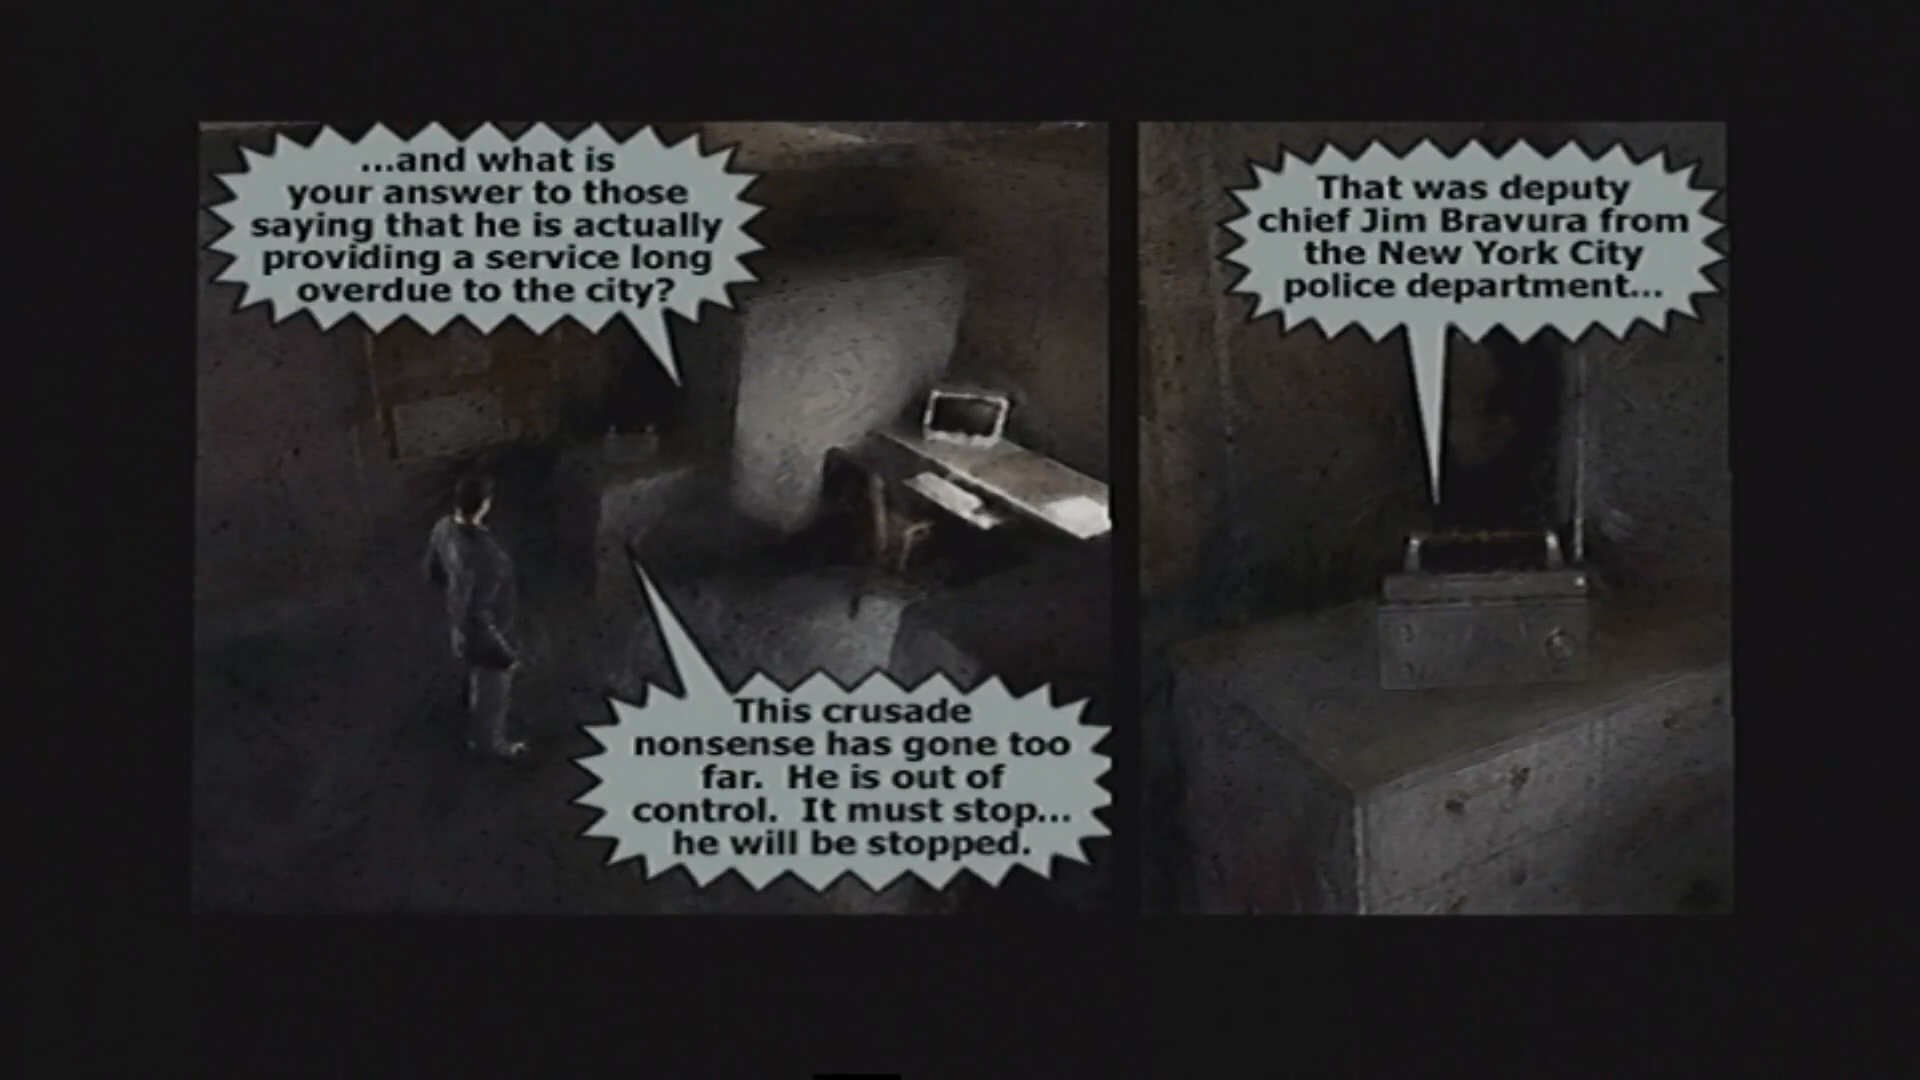 ...and what is
your answer to those
saying that he is actually
providing a service long
overdue to the city?
This crusade
nonsense has gone too
far.  He is out of
control.  It must stop...
he will be stopped.
That was deputy
chief Jim Bravura from
the New York City
police department...